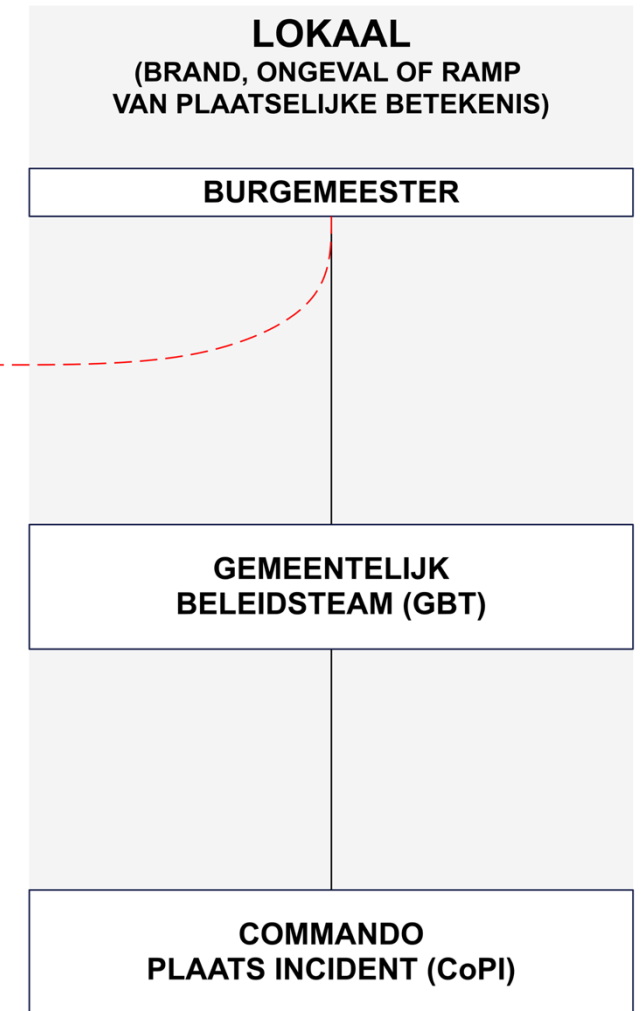 LOKAAL
(BRAND, ONGEVAL OF RAMP
VAN PLAATSELIJKE BETEKENIS)
BURGEMEESTER
GEMEENTELIJK
BELEIDSTEAM (GBT)
COMMANDO
PLAATS INCIDENT (CoPI)